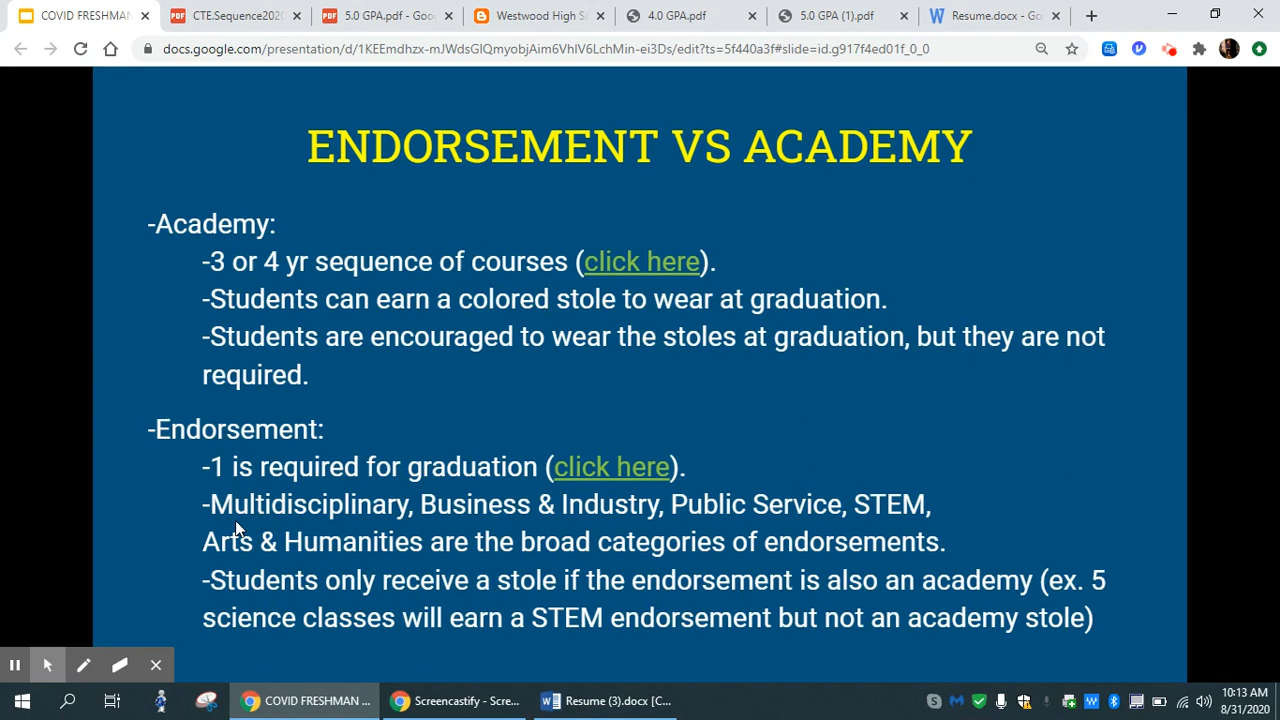 COVID FRESHMAN
CTE.Sequence2020
5.0 GPA.pdf - Goo
Westwood High S
4.0 GPA.pdf
5.0 GPA (1).pdf
Resume.docx - Go
docs.google.com/presentation/d/1KEEmdhzx-mJWdsGIQmyobjAim6VhIV6LchMin-ei3Ds/edit?ts=5f440a3f#slide=id.g917f4ed01f_0_0
ENDORSEMENT VS ACADEMY
-Academy:
-3 or 4 yr sequence of courses (click here).
-Students can earn a colored stole to wear at graduation.
-Students are encouraged to wear the stoles at graduation, but they are not
required.
-Endorsement:
-1 is required for graduation (click here).
-Multidisciplinary, Business & Industry, Public Service, STEM,
Arts & Humanities are the broad categories of endorsements.
-Students only receive a stole if the endorsement is also an academy (ex. 5
science classes will earn a STEM endorsement but not an academy stole)
COVID FRESHMAN ...
Screencastify - Scre...
Resume (3).docx [C...
10:13 AM
8/31/2020